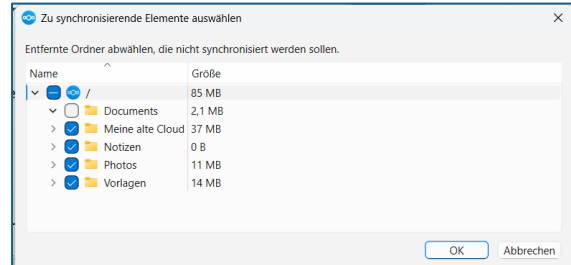 Zu synchronisierende Elemente auswählen
Entfernte Ordner abwählen, die nicht synchronisiert werden sollen.
Name Größe
/ 85 MB
Documents 2,1 MB
Meine alte Cloud 37 MB
Notizen 0 B
Photos 11 MB
Vorlagen 14 MB
OK Abbrechen